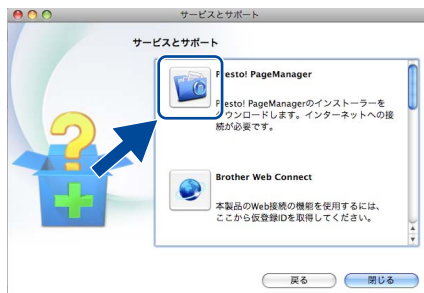 サービスとサポート
サービスとサポート
Presto! PageManager
Presto! PageManagerのインストーラーを
ダウンロードします。インターネットへの接
続が必要です。
Brother Web Connect
本製品のWeb接続の機能を使用するには、
ここから仮登録IDを取得してください。
戻る
閉じる